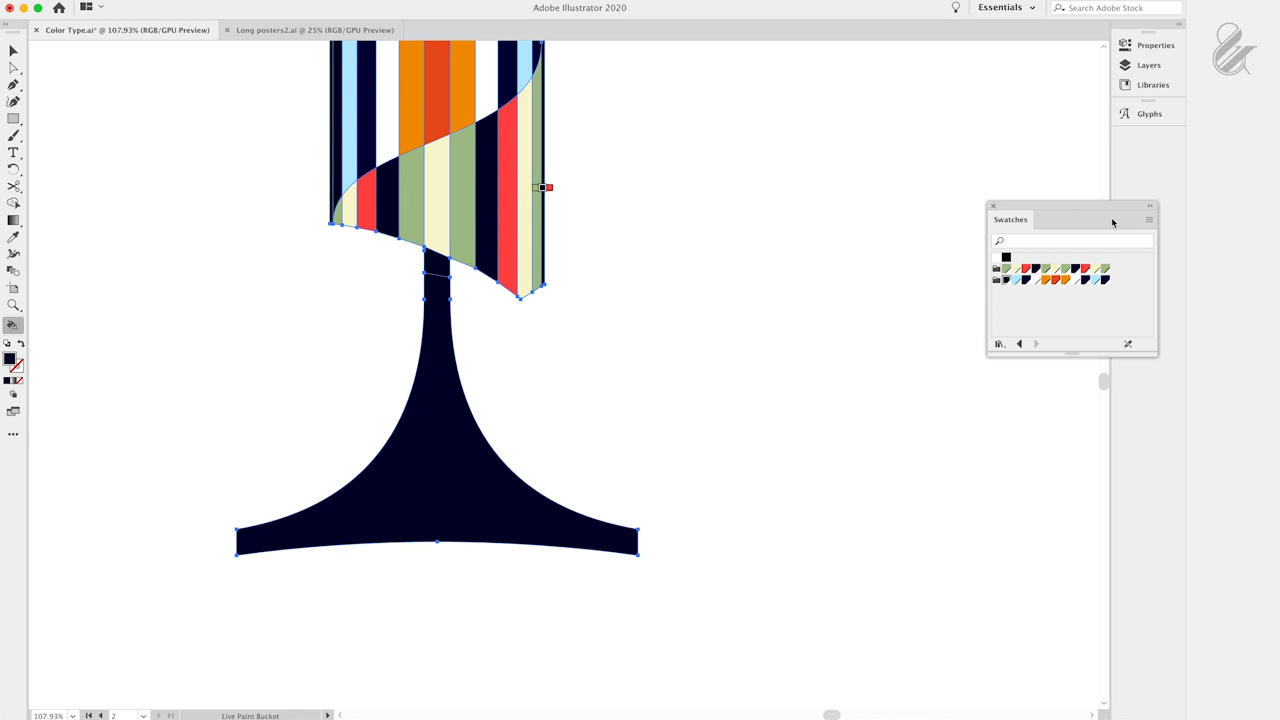 Adobe Illustrator 2020
Essentials
Search Adobe Stock
Color Type.ai* @ 107.93% (RGB/GPU Preview)
Long posters2.ai @ 25% (RGB/GPU Preview)
Properties
Layers
Libraries
Glyphs
Swatches
107.93%
2
Live Paint Bucket